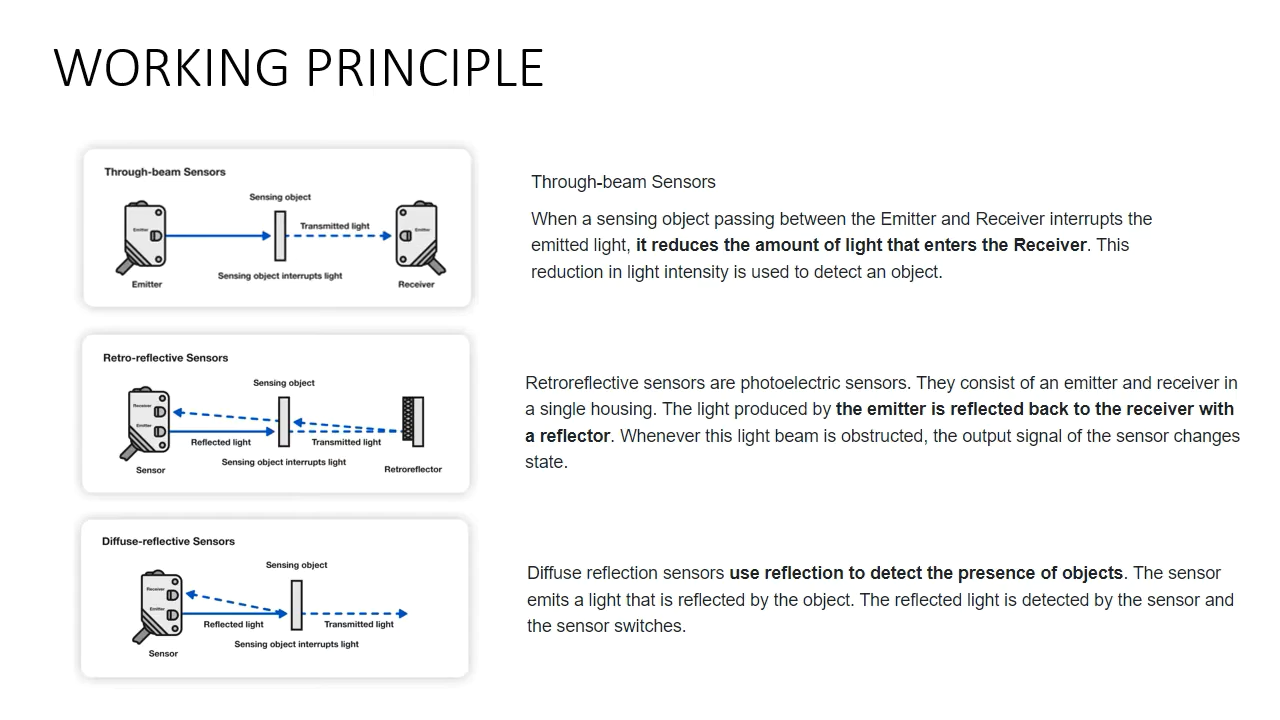 WORKING PRINCIPLE
Through-beam Sensors
Sensing object
Transmitted light
Emitter
Emitter
Sensing object interrupts light
Emitter
Receiver
Through-beam Sensors
When a sensing object passing between the Emitter and Receiver interrupts the
emitted light, it reduces the amount of light that enters the Receiver. This
reduction in light intensity is used to detect an object.
Retro-reflective Sensors
Sensing object
Receiver
Emitter
Reflected light
Transmitted light
Sensing object interrupts light
Sensor
Retroreflector
Retroreflective sensors are photoelectric sensors. They consist of an emitter and receiver in
a single housing. The light produced by the emitter is reflected back to the receiver with
a reflector. Whenever this light beam is obstructed, the output signal of the sensor changes
state.
Diffuse-reflective Sensors
Sensing object
Receiver
Emitter
Reflected light
Transmitted light
Sensing object interrupts light
Sensor
Diffuse reflection sensors use reflection to detect the presence of objects. The sensor
emits a light that is reflected by the object. The reflected light is detected by the sensor and
the sensor switches.